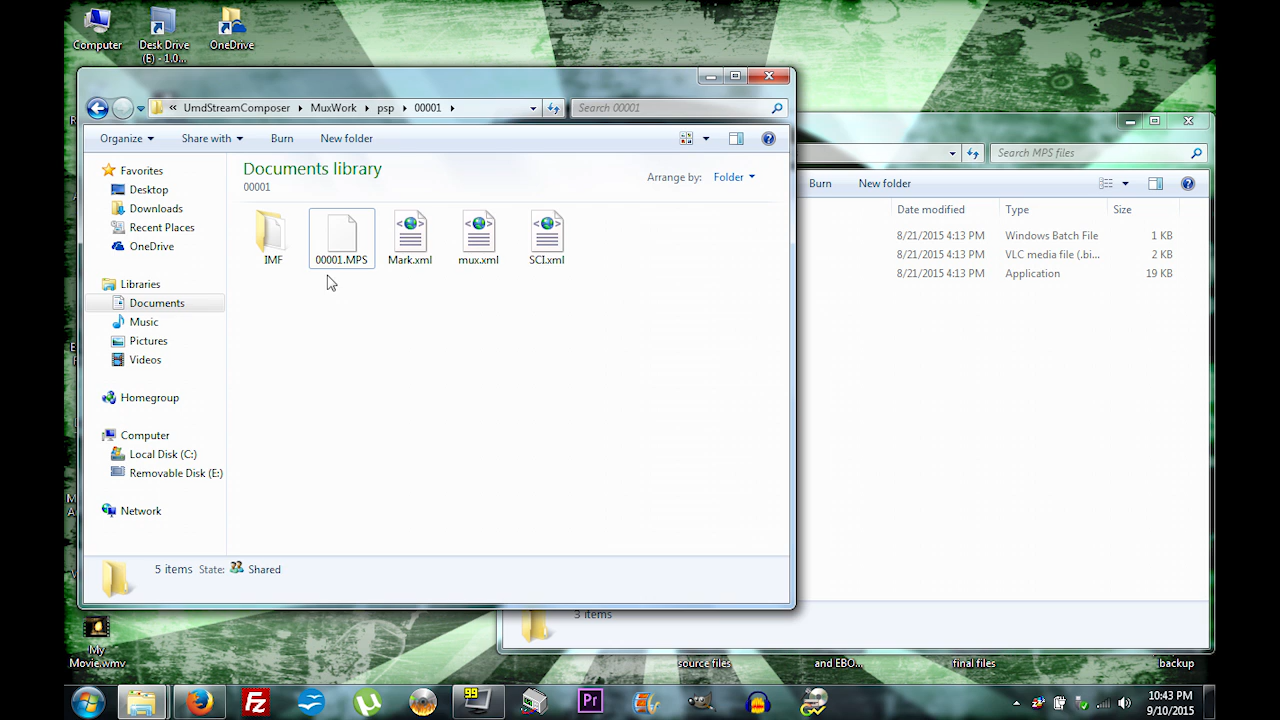 Computer
Desk Drive
(E) - 1.0...
OneDrive
« UmdStreamComposer MuxWork psp 00001
Search 00001
Organize Share with Burn New folder
Documents library
00001
Arrange by: Folder
Favorites
Desktop
Downloads
Recent Places
OneDrive
Libraries
Documents
Music
Pictures
Videos
Homegroup
Computer
Local Disk (C:)
Removable Disk (E:)
Network
IMF
00001.MPS
Mark.xml
mux.xml
SCI.xml
5 items State: Shared
Search MPS files
Burn New folder
Date modified Type Size
8/21/2015 4:13 PM Windows Batch File 1 KB
8/21/2015 4:13 PM VLC media file (.bi... 2 KB
8/21/2015 4:13 PM Application 19 KB
3 items
My
Movie.wmv
source files
and EBO...
final files
backup
99
Pr
10:43 PM
9/10/2015